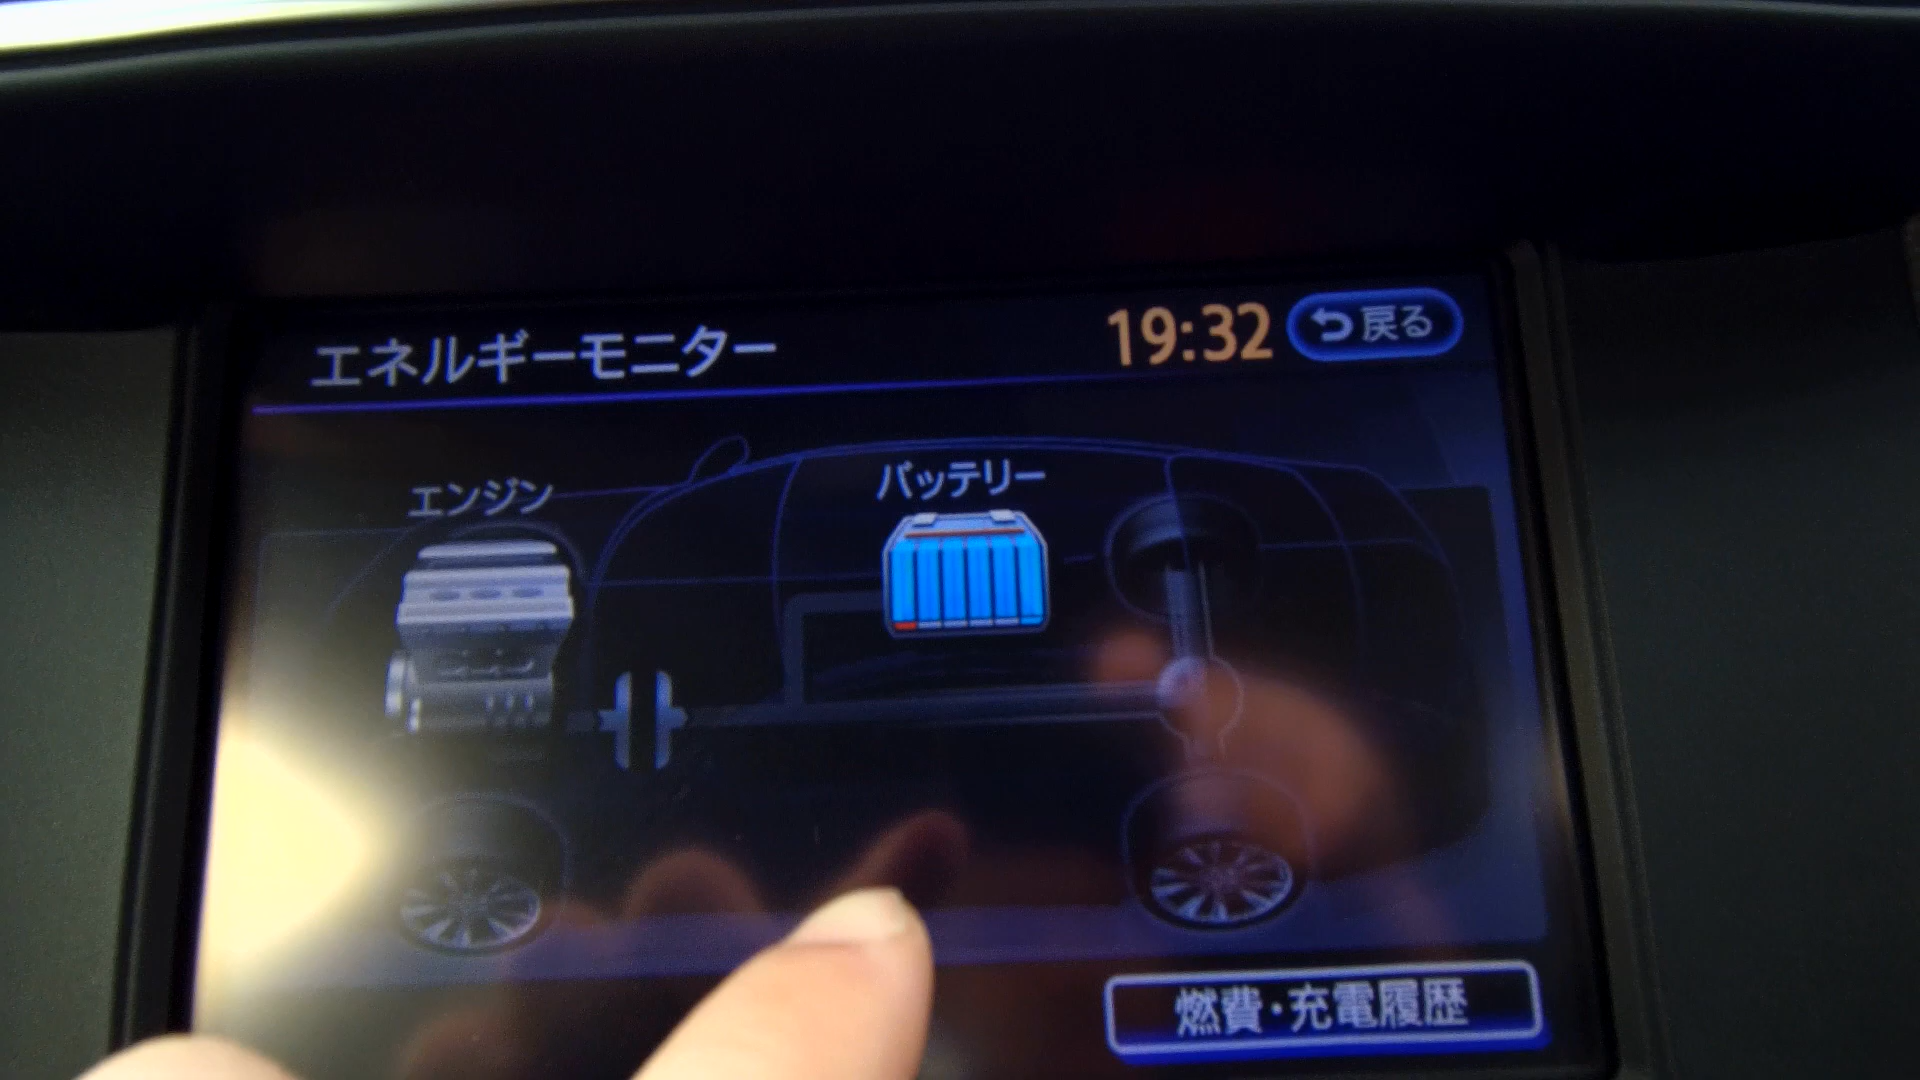 エネルギーモニター
19:32
戻る
エンジン
バッテリー
燃費・充電履歴